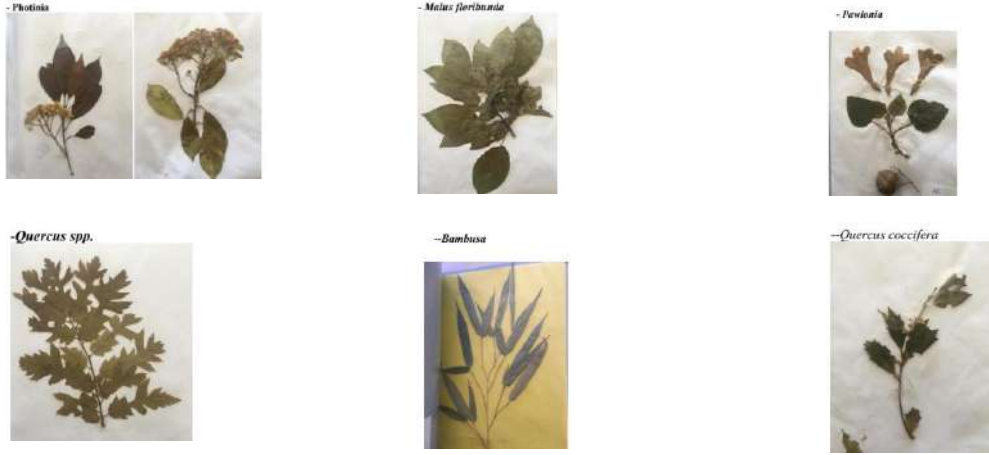 - Photinia
- Malus floribunda
- Pawlonia
-Quercus spp.
--Bambusa
--Quercus coccifera